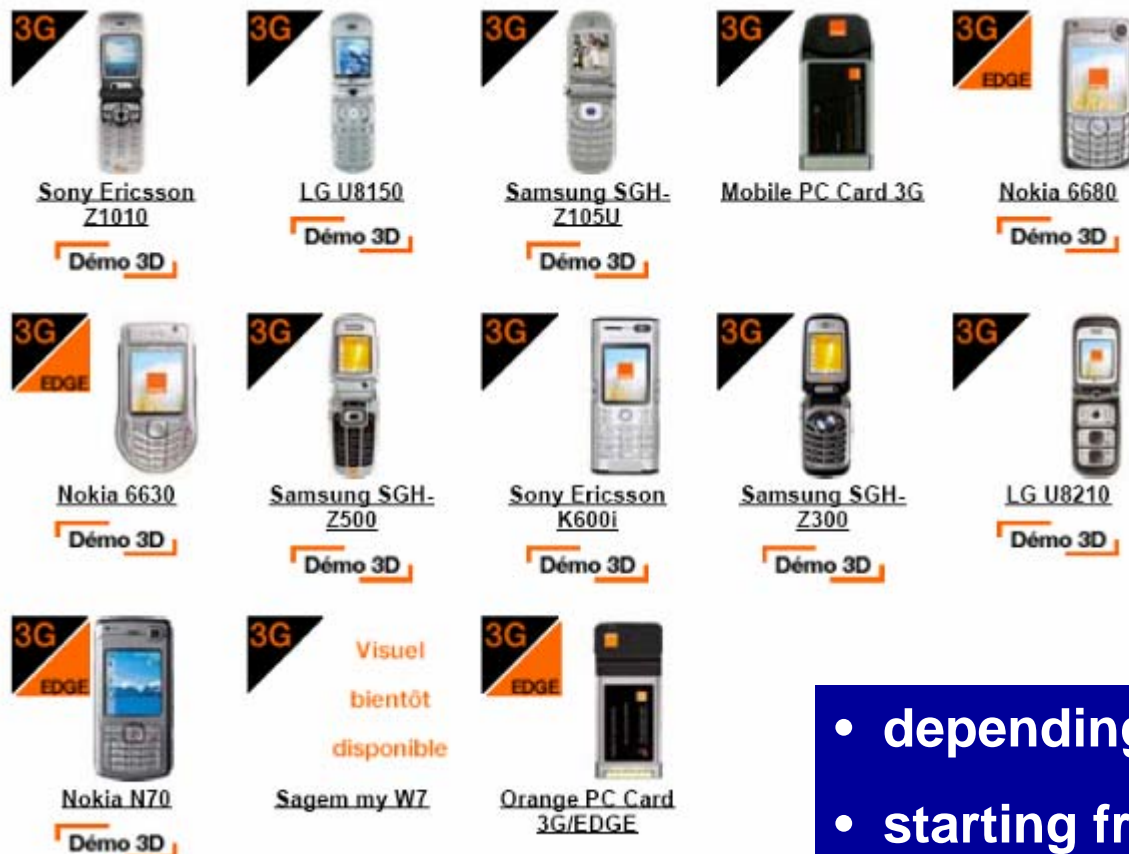 3G
3G
3G
3G
3G
EDGE
Sony Ericsson
Z1010
Démo 3D
LG U8150
Démo 3D
Samsung SGH-
Z105U
Démo 3D
Mobile PC Card 3G
Nokia 6680
Démo 3D
3G
EDGE
3G
3G
3G
3G
Nokia 6630
Démo 3D
Samsung SGH-
Z500
Démo 3D
Sony Ericsson
K600i
Démo 3D
Samsung SGH-
Z300
Démo 3D
LG U8210
Démo 3D
3G
EDGE
3G
Visuel
bientôt
disponible
3G
EDGE
Nokia N70
Démo 3D
Sagem my W7
Orange PC Card
3G/EDGE
• depending
• starting fr